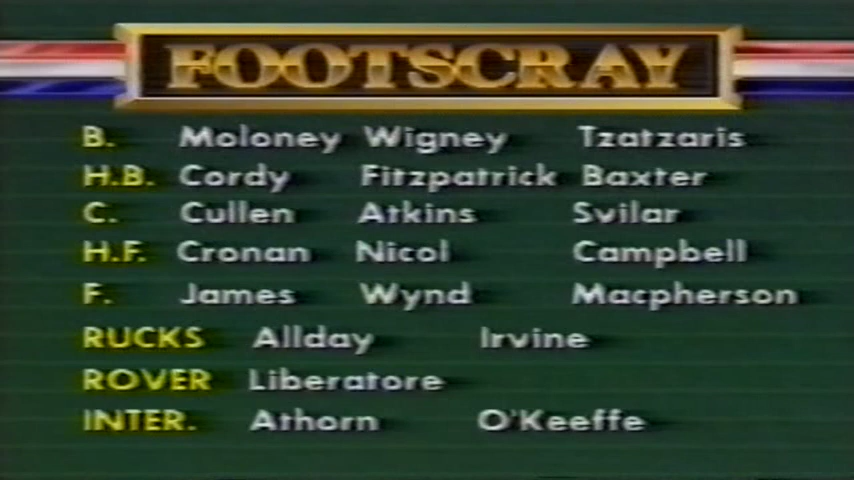 FOOTSCRAY
B. Moloney Wigney Tzatzaris
H.B. Cordy Fitzpatrick Baxter
C. Cullen Atkins Svilar
H.F. Cronan Nicol Campbell
F. James Wynd Macpherson
RUCKS Allday Irvine
ROVER Liberatore
INTER. Athorn O'Keeffe